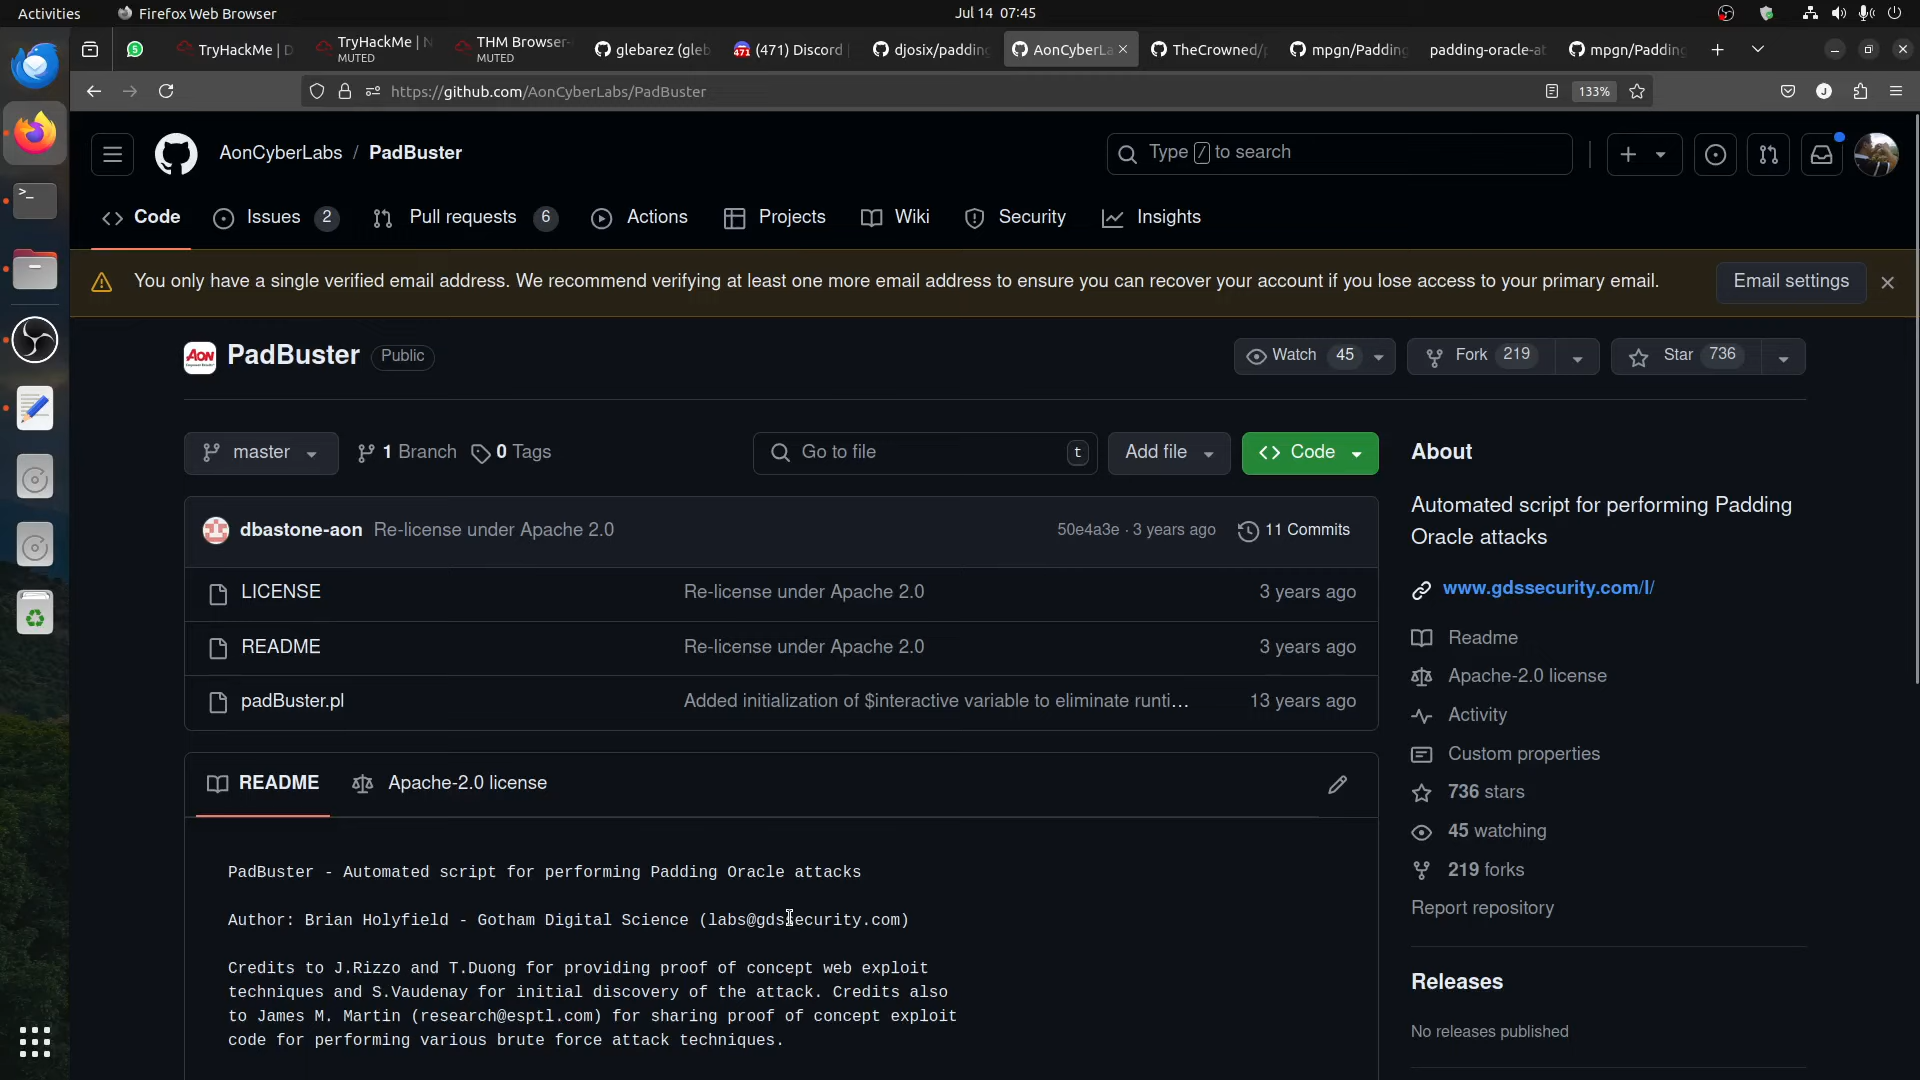 Activities
Firefox Web Browser
Jul 14 07:45
TryHackMe | D
TryHackMe | N
MUTED
THM Browser-
MUTED
glebarez (gleb
(471) Discord
djosix/padding
AonCyberLa
TheCrowned/p
mpgn/Padding
padding-oracle-at
mpgn/Padding
https://github.com/AonCyberLabs/PadBuster
133%
AonCyberLabs / PadBuster
Type / to search
Code
Issues 2
Pull requests 6
Actions
Projects
Wiki
Security
Insights
You only have a single verified email address. We recommend verifying at least one more email address to ensure you can recover your account if you lose access to your primary email.
Email settings
AON
PadBuster Public
Watch 45
Fork 219
Star 736
master
1 Branch
0 Tags
Go to file t
Add file
Code
dbastone-aon Re-license under Apache 2.0 50e4a3e · 3 years ago 11 Commits
LICENSE Re-license under Apache 2.0 3 years ago
README Re-license under Apache 2.0 3 years ago
padBuster.pl Added initialization of $interactive variable to eliminate runti... 13 years ago
README
Apache-2.0 license
PadBuster - Automated script for performing Padding Oracle attacks
Author: Brian Holyfield - Gotham Digital Science (labs@gdssecurity.com)
Credits to J.Rizzo and T.Duong for providing proof of concept web exploit
techniques and S.Vaudenay for initial discovery of the attack. Credits also
to James M. Martin (research@esptl.com) for sharing proof of concept exploit
code for performing various brute force attack techniques.
About
Automated script for performing Padding
Oracle attacks
www.gdssecurity.com/l/
Readme
Apache-2.0 license
Activity
Custom properties
736 stars
45 watching
219 forks
Report repository
Releases
No releases published